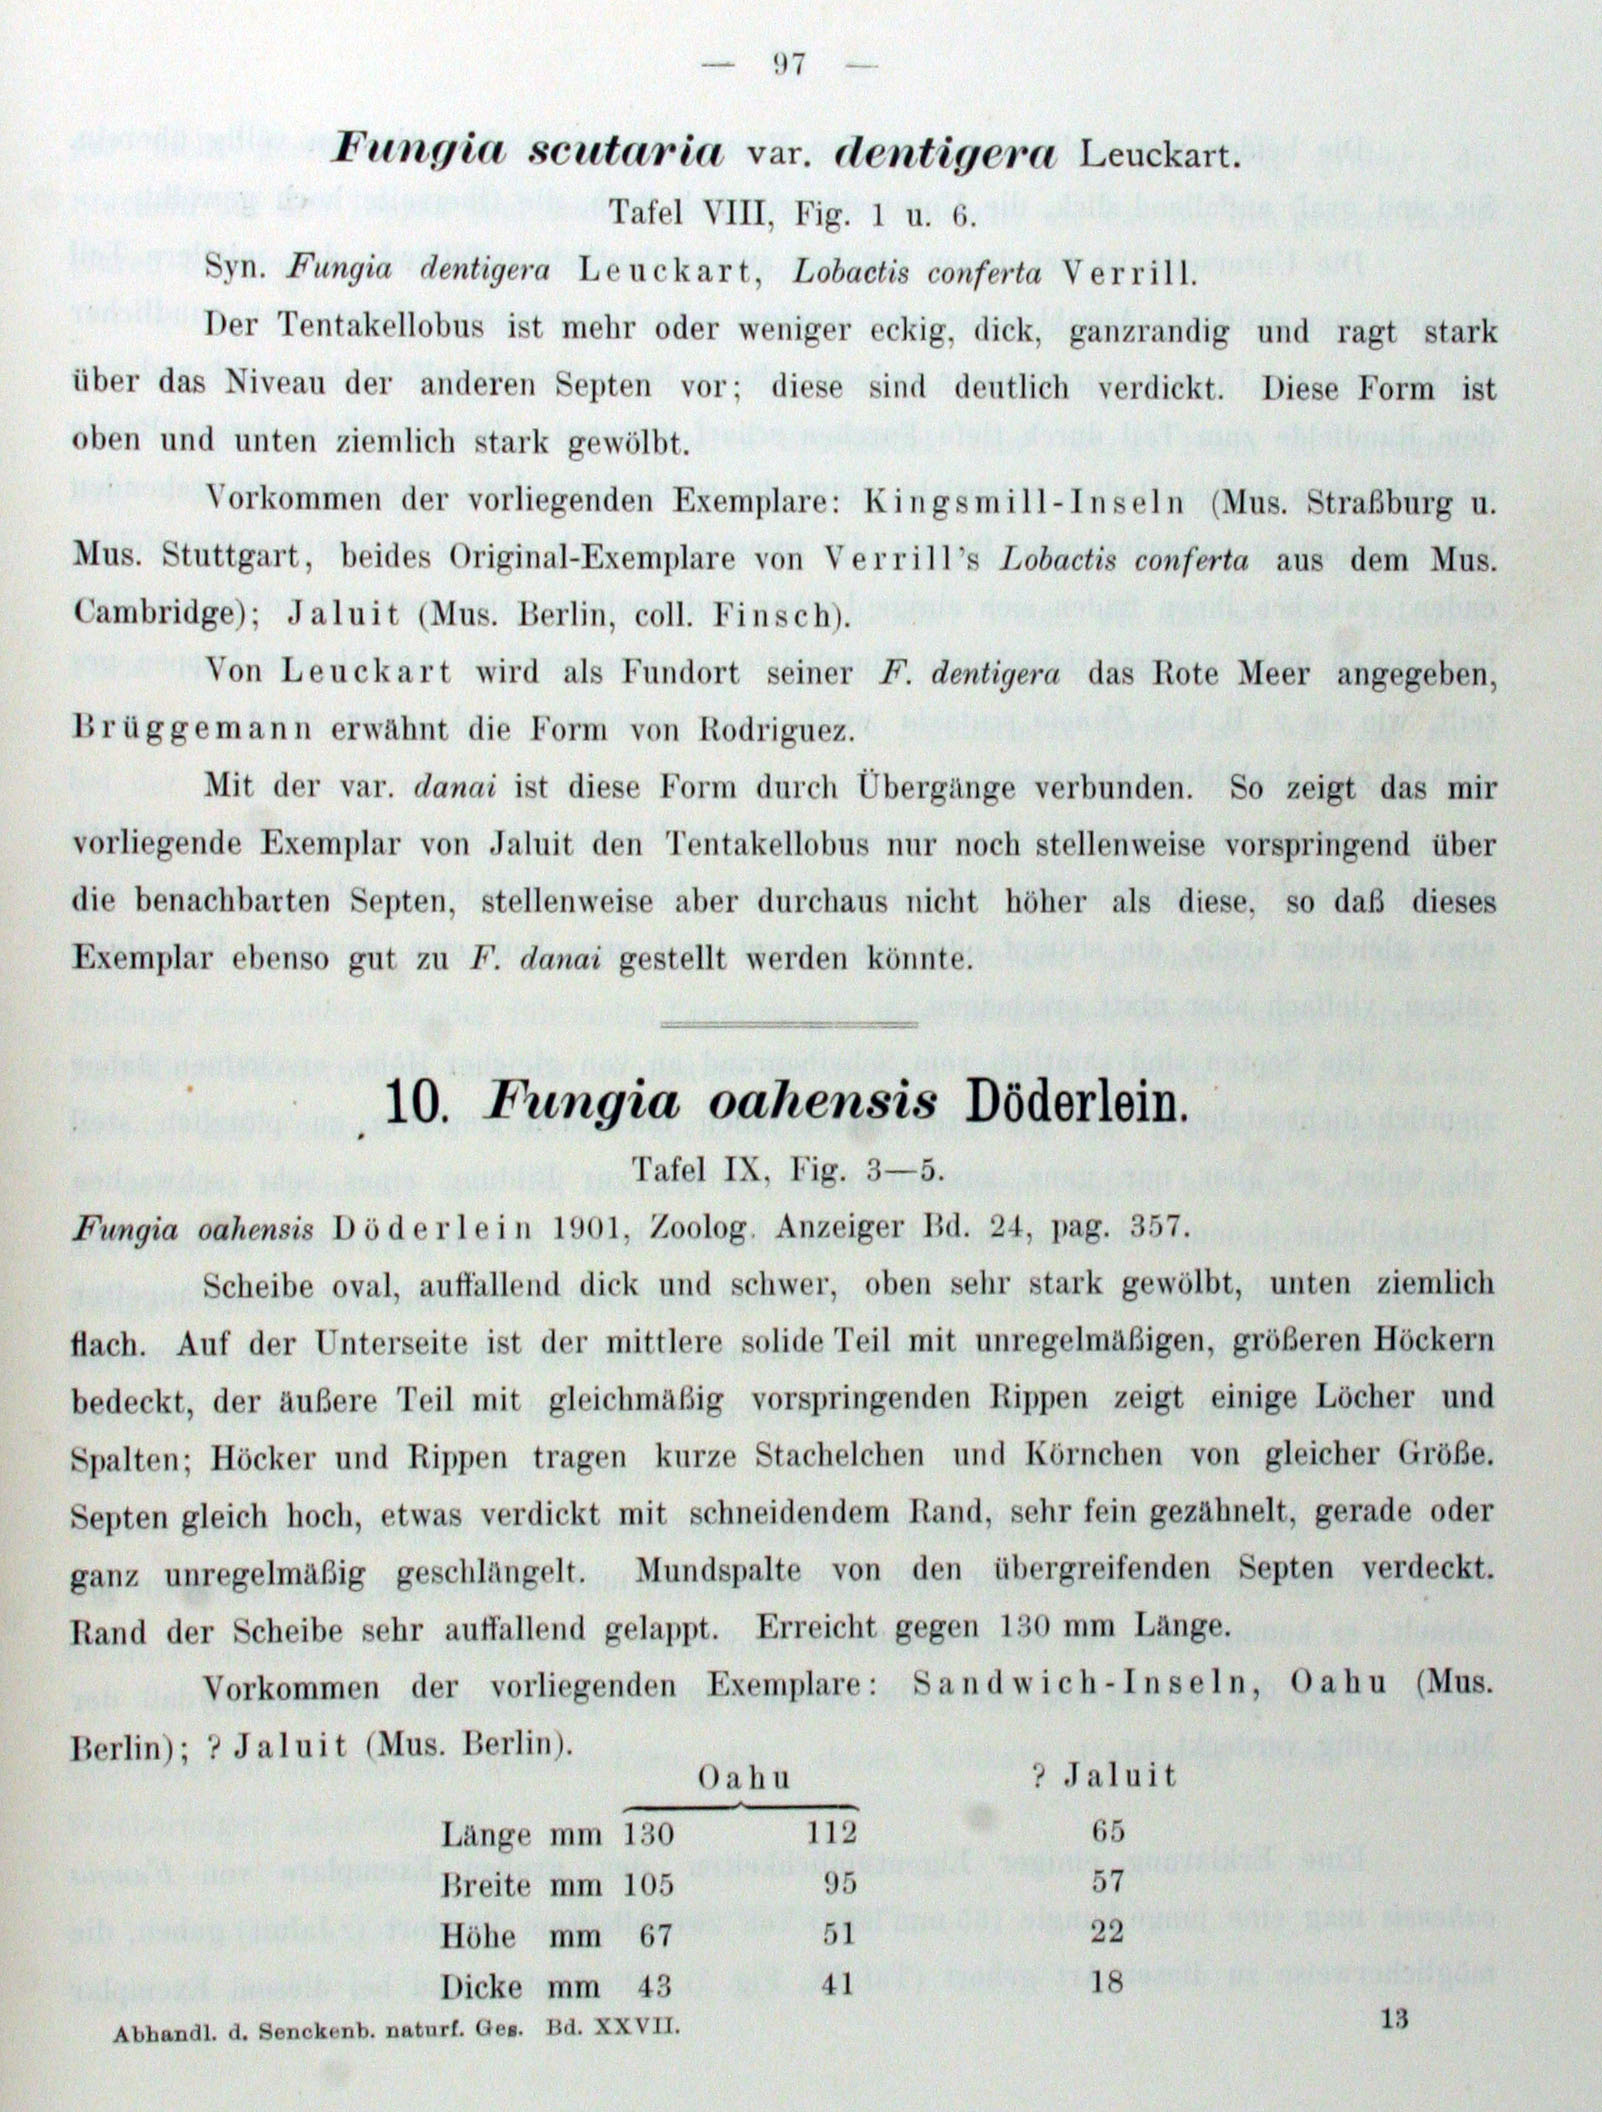 — 97 —
Fungia scutaria var. dentigera Leuckart.
Tafel VIII, Fig. 1 u. 6.
Syn. Fungia dentigera Leuckart, Lobactis conferta Verrill.
Der Tentakellobus ist mehr oder weniger eckig, dick, ganzrandig und ragt stark
über das Niveau der anderen Septen vor; diese sind deutlich verdickt. Diese Form ist
oben und unten ziemlich stark gewölbt.
Vorkommen der vorliegenden Exemplare: Kingsmill-Inseln (Mus. Straßburg u.
Mus. Stuttgart, beides Original-Exemplare von Verrill's Lobactis conferta aus dem Mus.
Cambridge); Jaluit (Mus. Berlin, coll. Finsch).
Von Leuckart wird als Fundort seiner F. dentigera das Rote Meer angegeben,
Brüggemann erwähnt die Form von Rodriguez.
Mit der var. danai ist diese Form durch Übergänge verbunden. So zeigt das mir
vorliegende Exemplar von Jaluit den Tentakellobus nur noch stellenweise vorspringend über
die benachbarten Septen, stellenweise aber durchaus nicht höher als diese, so daß dieses
Exemplar ebenso gut zu F. danai gestellt werden könnte.
10. Fungia oahensis Döderlein.
Tafel IX, Fig. 3—5.
Fungia oahensis Döderlein 1901, Zoolog. Anzeiger Bd. 24, pag. 357.
Scheibe oval, auffallend dick und schwer, oben sehr stark gewölbt, unten ziemlich
flach. Auf der Unterseite ist der mittlere solide Teil mit unregelmäßigen, größeren Höckern
bedeckt, der äußere Teil mit gleichmäßig vorspringenden Rippen zeigt einige Löcher und
Spalten; Höcker und Rippen tragen kurze Stachelchen und Körnchen von gleicher Größe.
Septen gleich hoch, etwas verdickt mit schneidendem Rand, sehr fein gezähnelt, gerade oder
ganz unregelmäßig geschlängelt. Mundspalte von den übergreifenden Septen verdeckt.
Rand der Scheibe sehr auffallend gelappt. Erreicht gegen 130 mm Länge.
Vorkommen der vorliegenden Exemplare: Sandwich-Inseln, Oahu (Mus.
Berlin); ? Jaluit (Mus. Berlin).
Oahu ? Jaluit
Länge mm 130 112 65
Breite mm 105 95 57
Höhe mm 67 51 22
Dicke mm 43 41 18
Abhandl. d. Senckenb. naturf. Ges. Bd. XXVII. 13